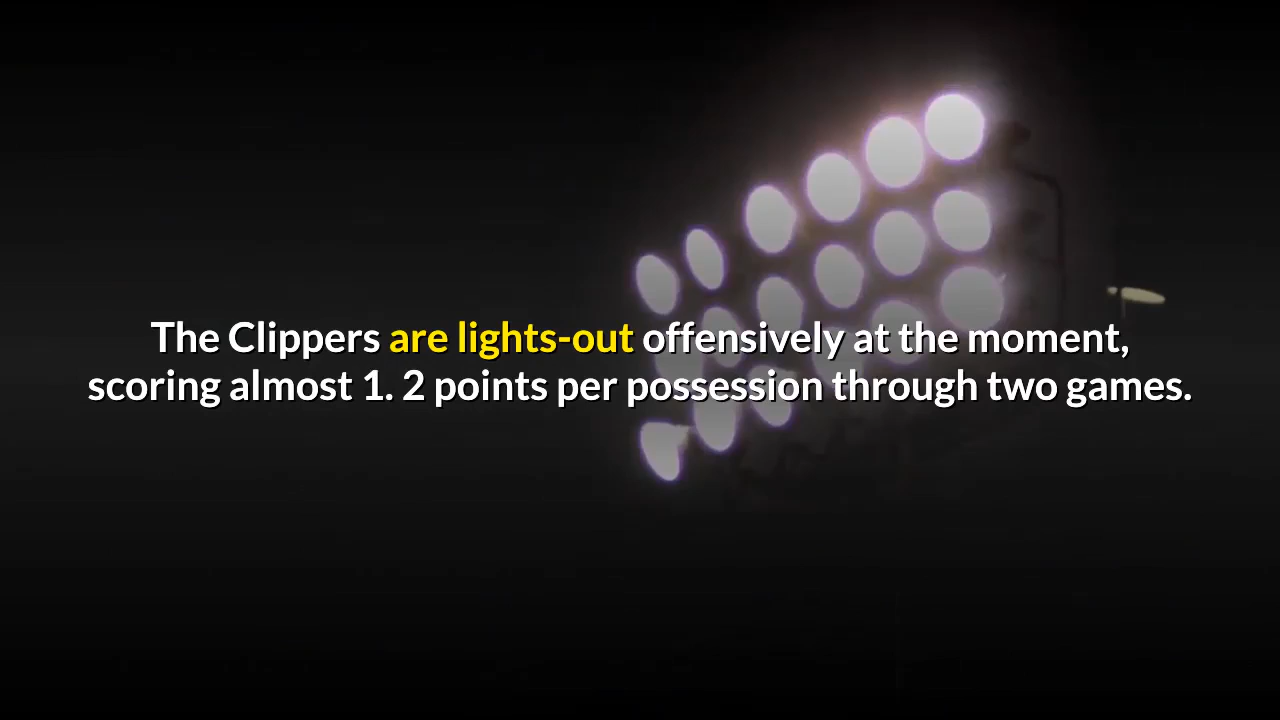 The Clippers are lights-out offensively at the moment,
scoring almost 1. 2 points per possession through two games.